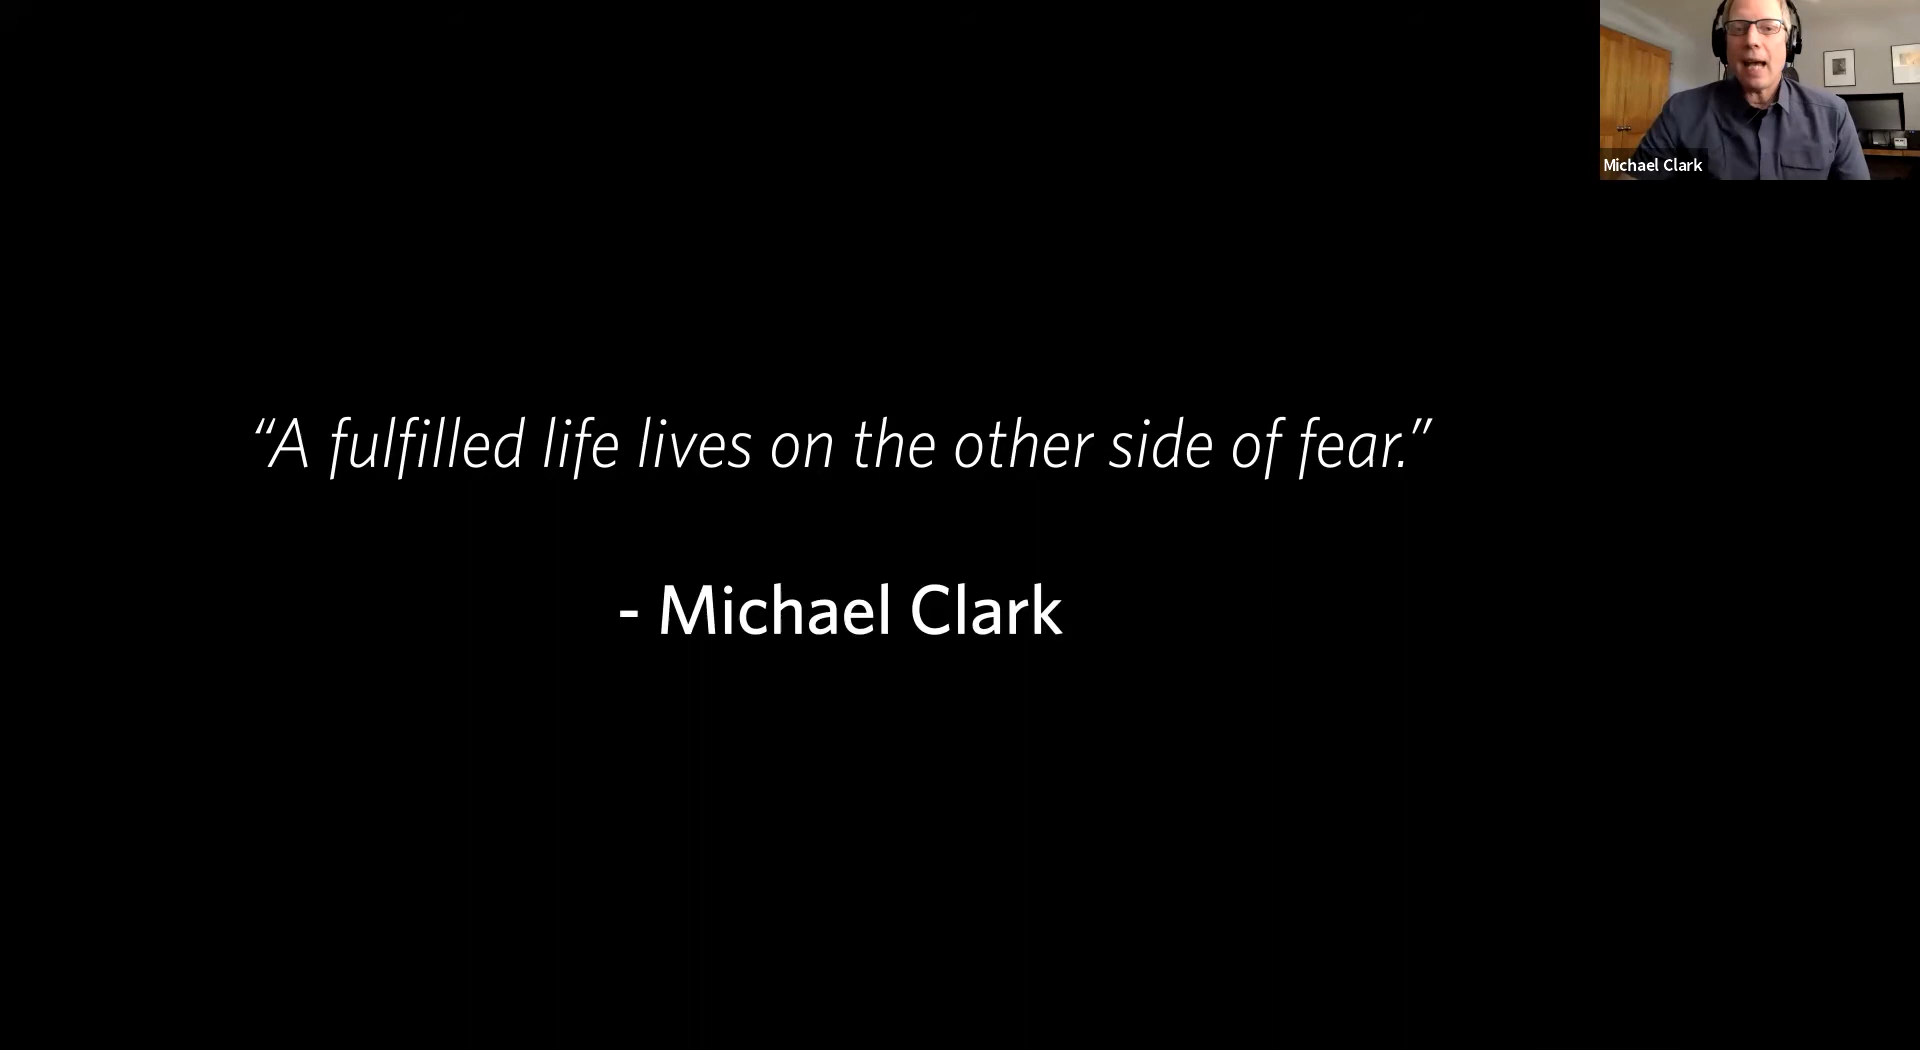 Michael Clark
“A fulfilled life lives on the other side of fear.”
- Michael Clark